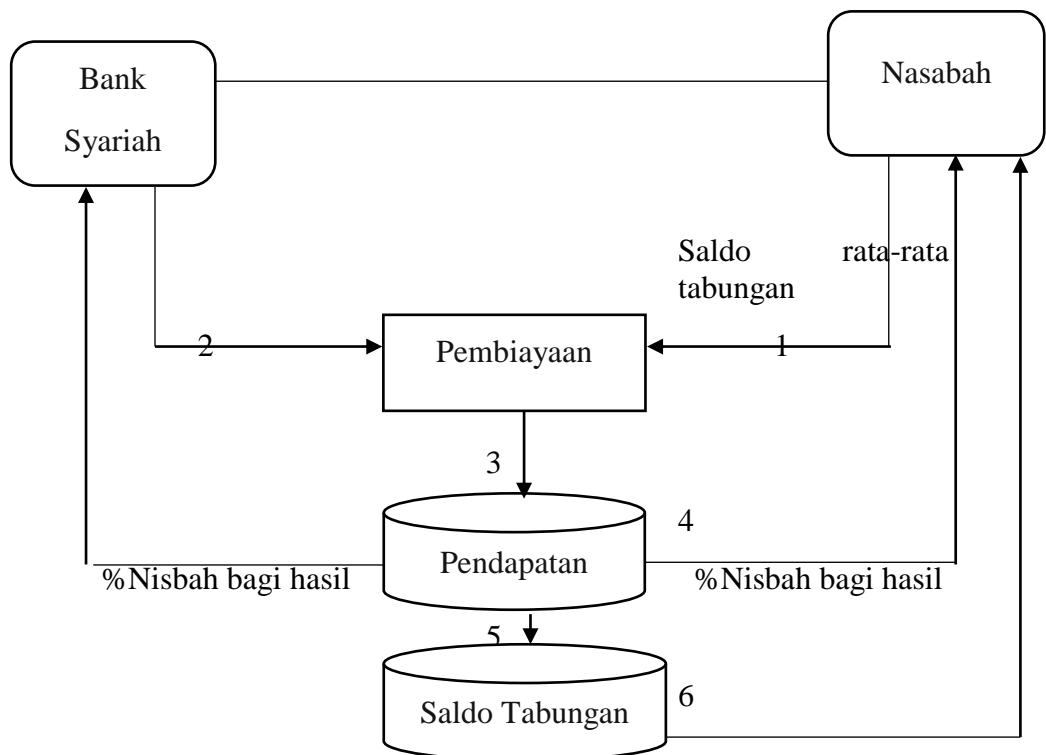 Bank
Syariah
Nasabah
Saldo rata-rata
tabungan
2
Pembiayaan
1
3
4
Pendapatan
%Nisbah bagi hasil
%Nisbah bagi hasil
5
6
Saldo Tabungan